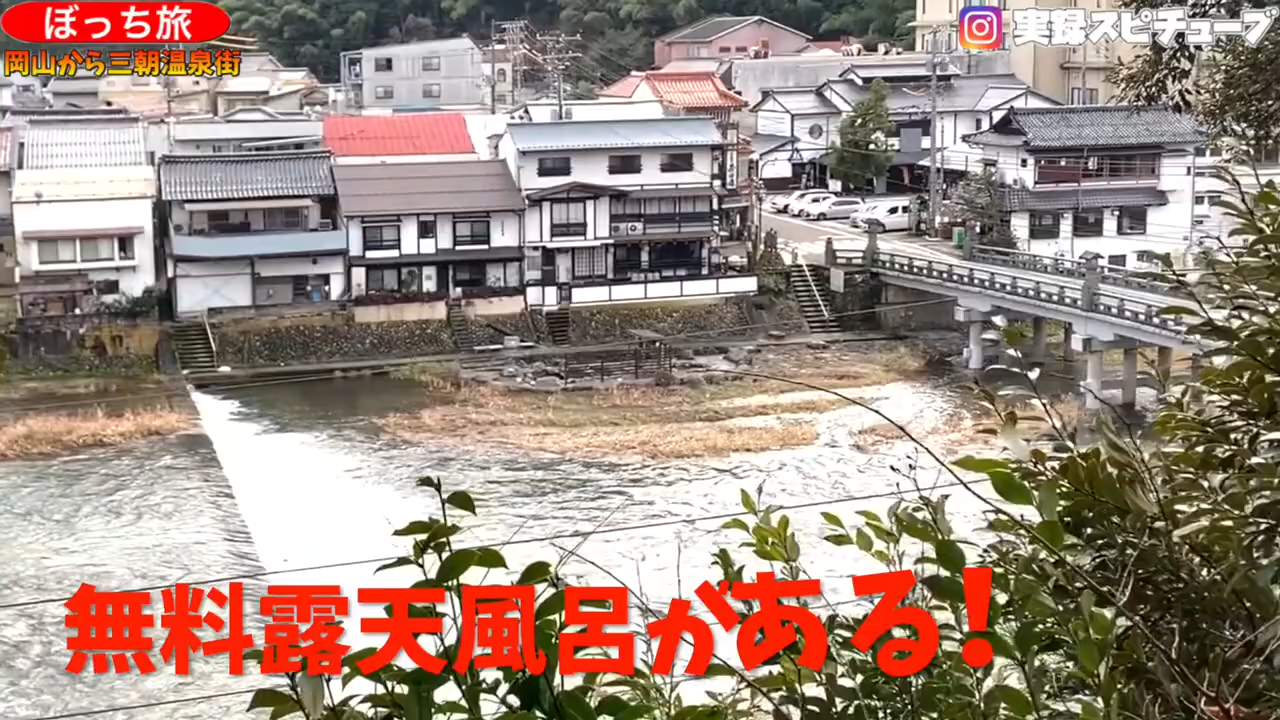 ぼっち旅
岡山から三朝温泉街
実録スピチューブ
無料露天風呂がある!